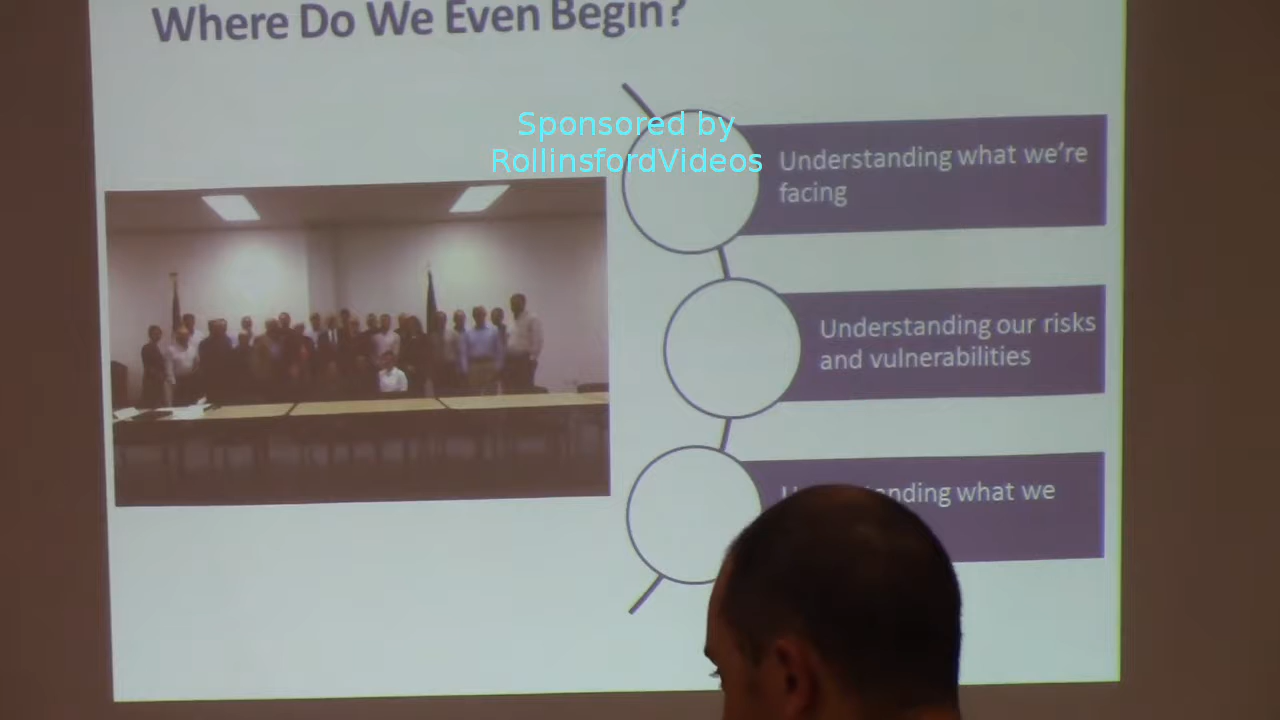 Where Do We Even Begin?
Sponsored by
RollinsfordVideos
Understanding what we're
facing
Understanding our risks
and vulnerabilities
what we